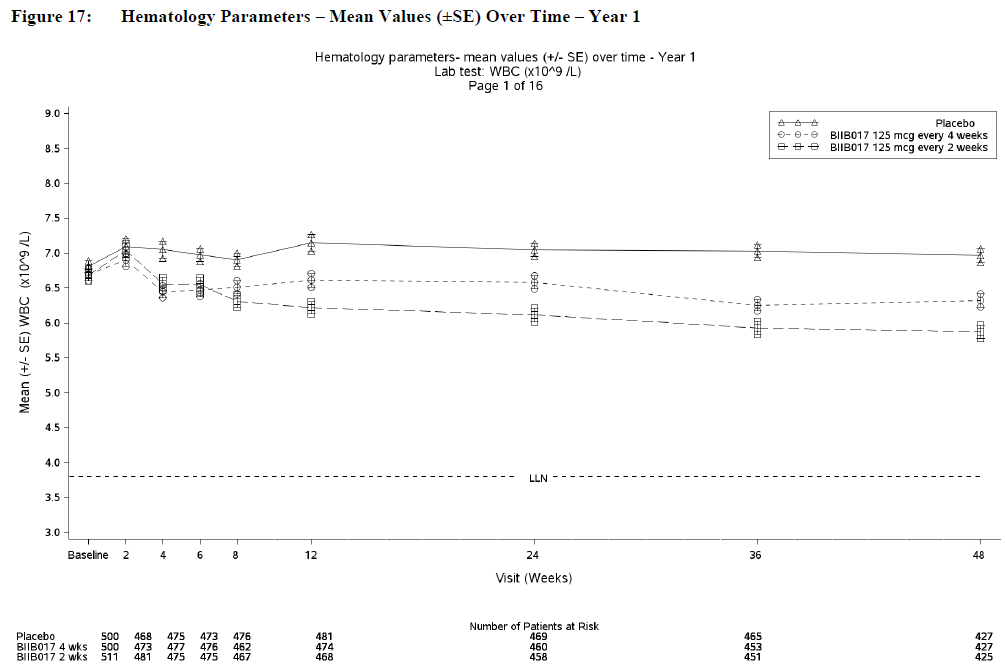 Figure 17: Hematology Parameters – Mean Values (±SE) Over Time – Year 1
Hematology parameters- mean values (+/- SE) over time - Year 1
Lab test: WBC (x10^9 /L)
Page 1 of 16
Placebo
BIIB017 125 mcg every 4 weeks
BIIB017 125 mcg every 2 weeks
Mean (+/- SE) WBC (x10^9 /L)
9.0
8.5
8.0
7.5
7.0
6.5
6.0
5.5
5.0
4.5
4.0
3.5
3.0
LLN
Baseline 2 4 6 8 12 24 36 48
Visit (Weeks)
Number of Patients at Risk
Placebo 500 468 475 473 476 481 469 465 427
BIIB017 4 wks 500 473 477 476 462 474 460 453 427
BIIB017 2 wks 511 481 475 475 467 468 458 451 425